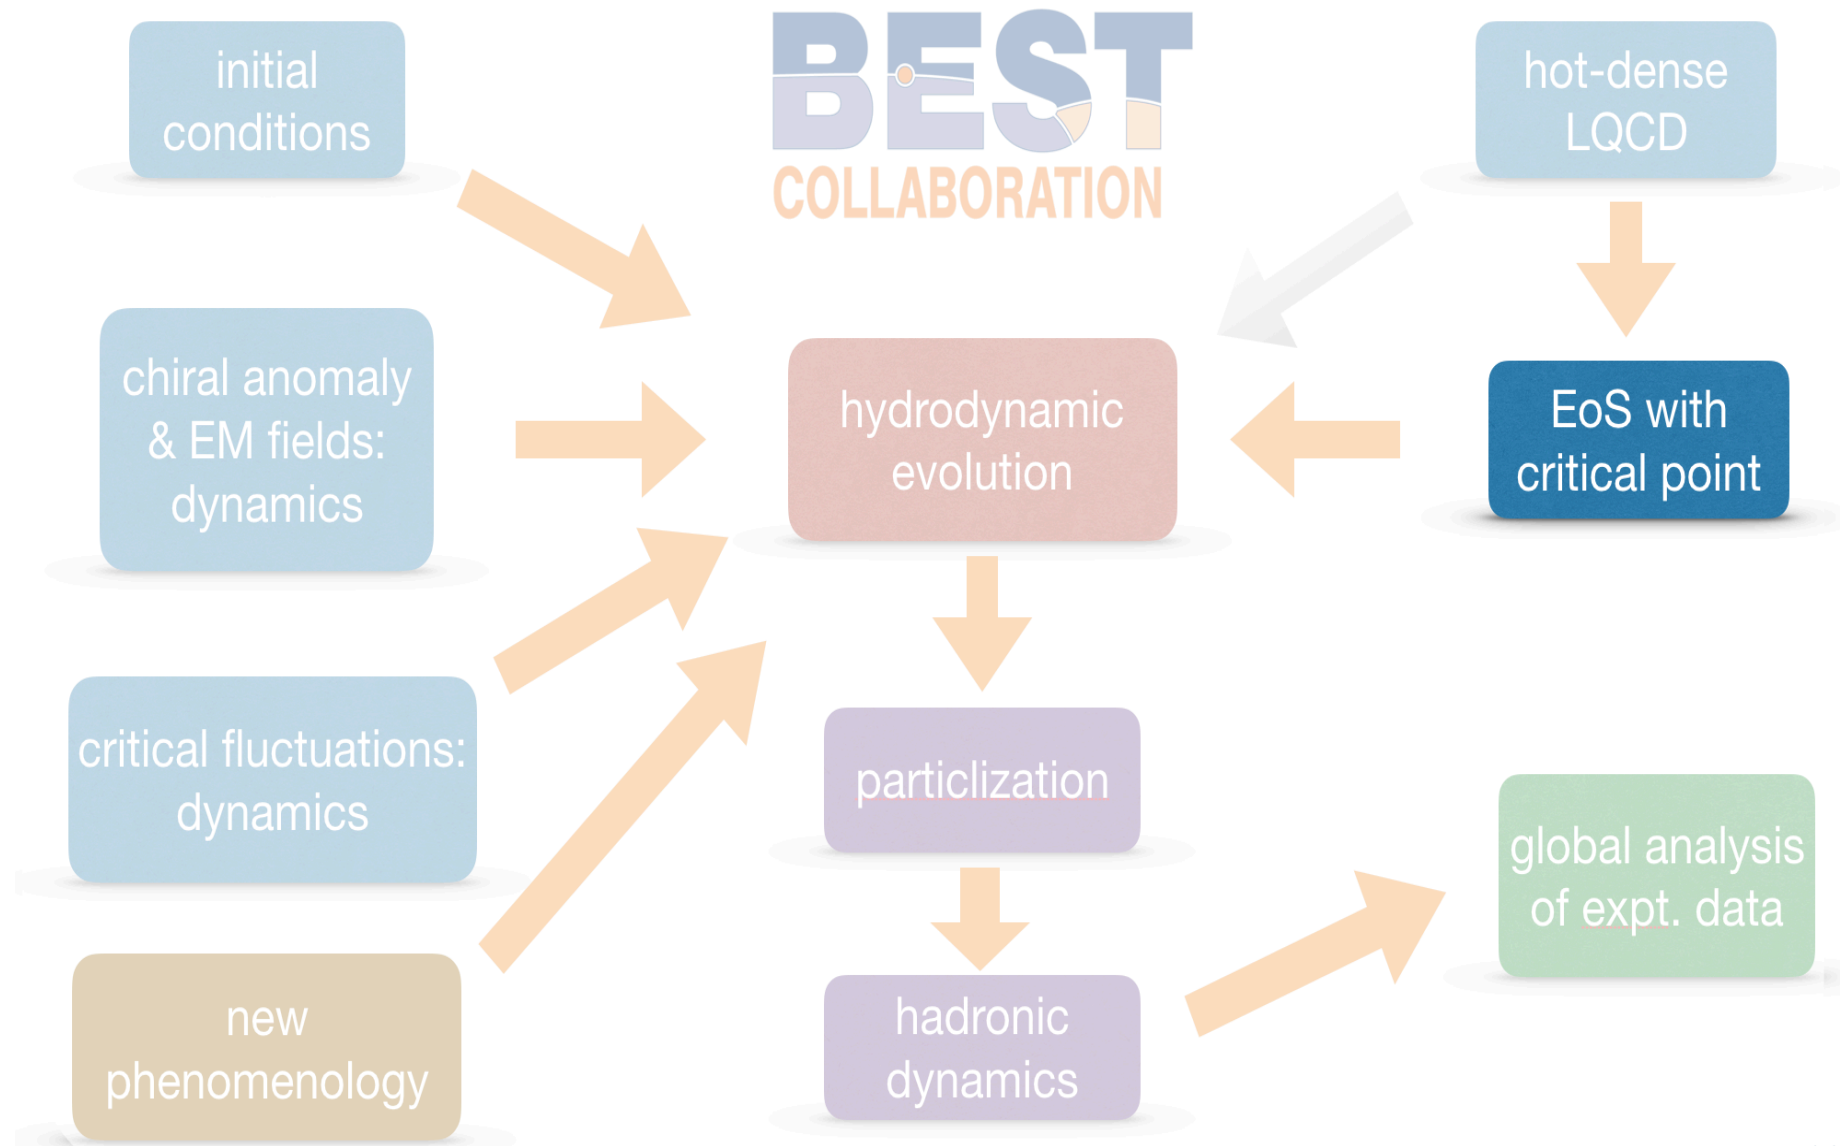 BEST
COLLABORATION
initial
conditions
hot-dense
LQCD
chiral anomaly
& EM fields:
dynamics
hydrodynamic
evolution
EoS with
critical point
critical fluctuations:
dynamics
particlization
global analysis
of expt. data
new
phenomenology
hadronic
dynamics